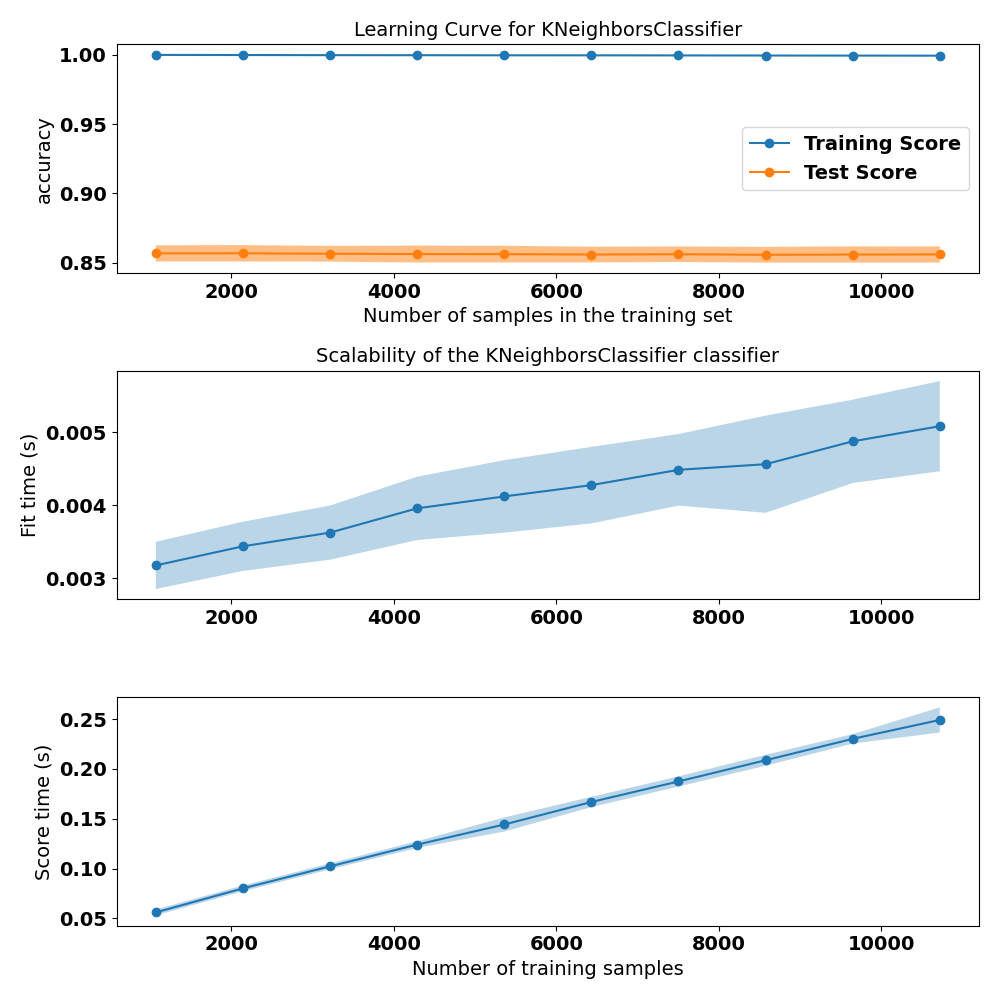 Learning Curve for KNeighborsClassifier
1.00
0.95
0.90
0.85
accuracy
Training Score
Test Score
2000 4000 6000 8000 10000
Number of samples in the training set
Scalability of the KNeighborsClassifier classifier
0.005
0.004
0.003
Fit time (s)
2000 4000 6000 8000 10000
0.25
0.20
0.15
0.10
0.05
Score time (s)
2000 4000 6000 8000 10000
Number of training samples